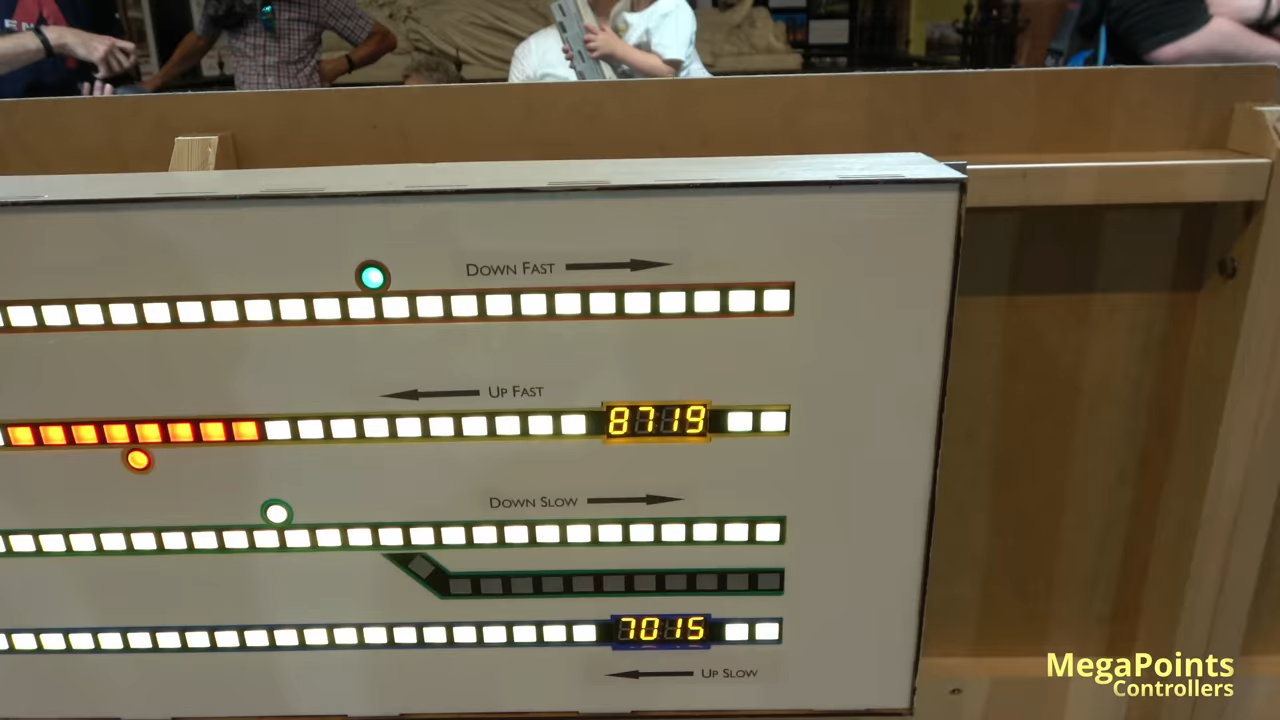 DOWN FAST
UP FAST
8719
DOWN SLOW
7015
UP SLOW
MegaPoints
Controllers